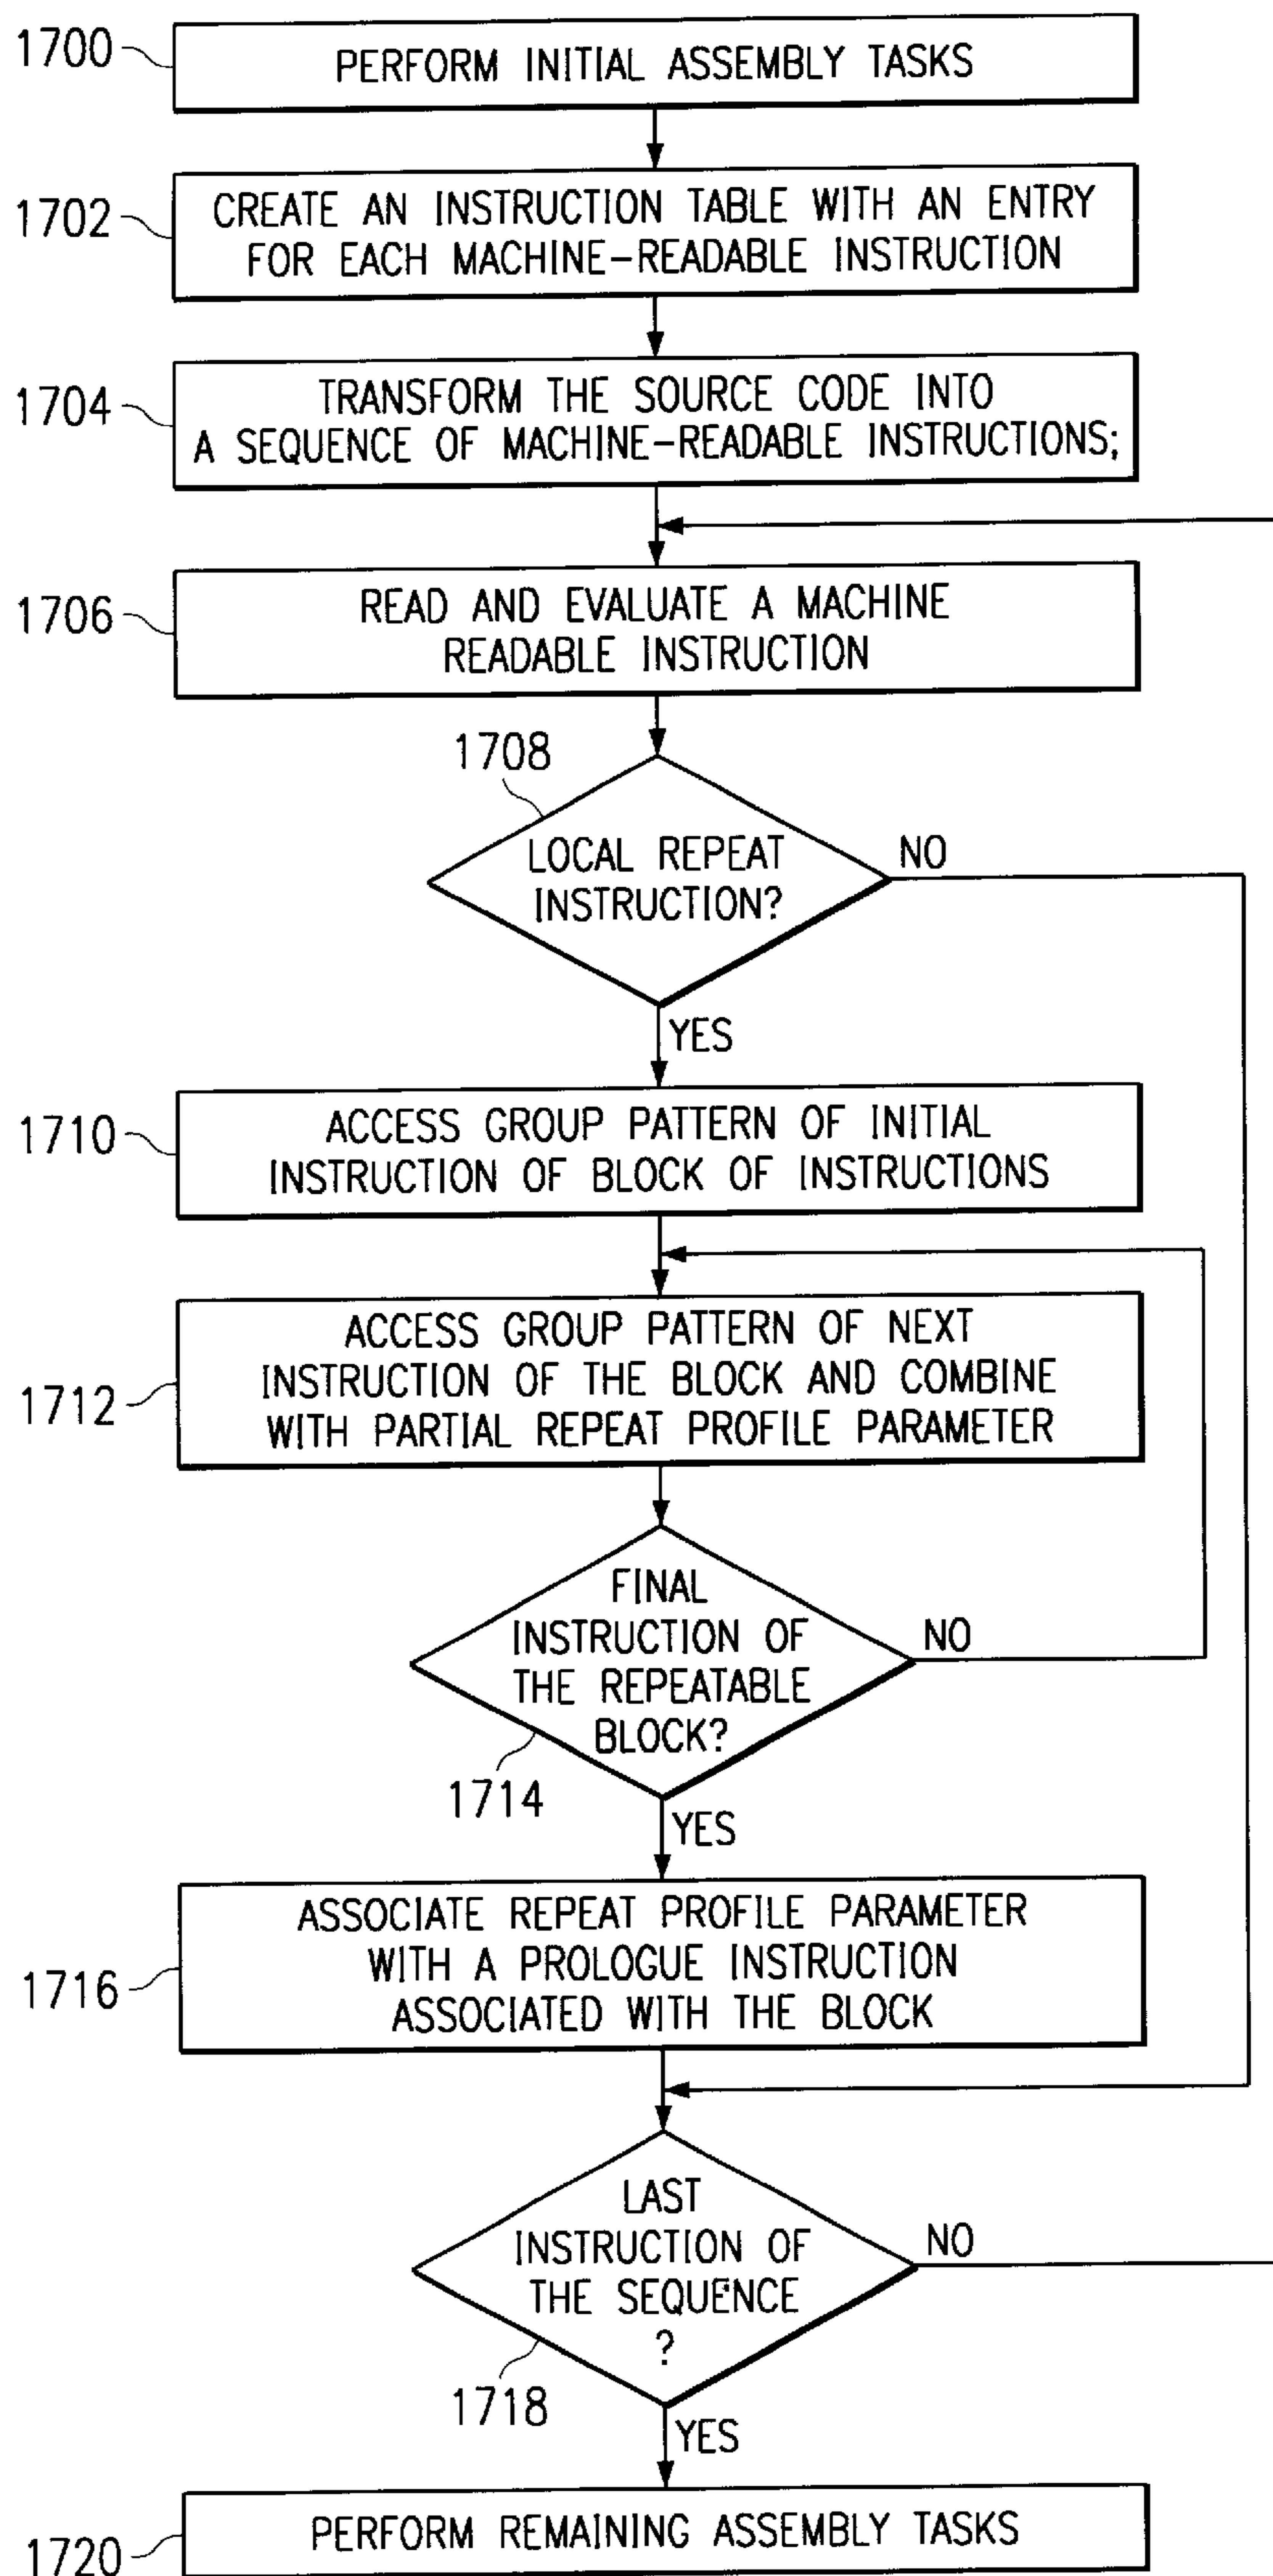 1700
PERFORM INITIAL ASSEMBLY TASKS
1702
CREATE AN INSTRUCTION TABLE WITH AN ENTRY
FOR EACH MACHINE-READABLE INSTRUCTION
1704
TRANSFORM THE SOURCE CODE INTO
A SEQUENCE OF MACHINE-READABLE INSTRUCTIONS;
1706
READ AND EVALUATE A MACHINE
READABLE INSTRUCTION
1708
LOCAL REPEAT
INSTRUCTION?
NO
YES
1710
ACCESS GROUP PATTERN OF INITIAL
INSTRUCTION OF BLOCK OF INSTRUCTIONS
1712
ACCESS GROUP PATTERN OF NEXT
INSTRUCTION OF THE BLOCK AND COMBINE
WITH PARTIAL REPEAT PROFILE PARAMETER
FINAL
INSTRUCTION OF
THE REPEATABLE
BLOCK?
NO
1714
YES
1716
ASSOCIATE REPEAT PROFILE PARAMETER
WITH A PROLOGUE INSTRUCTION
ASSOCIATED WITH THE BLOCK
LAST
INSTRUCTION OF
THE SEQUENCE
?
NO
1718
YES
1720
PERFORM REMAINING ASSEMBLY TASKS